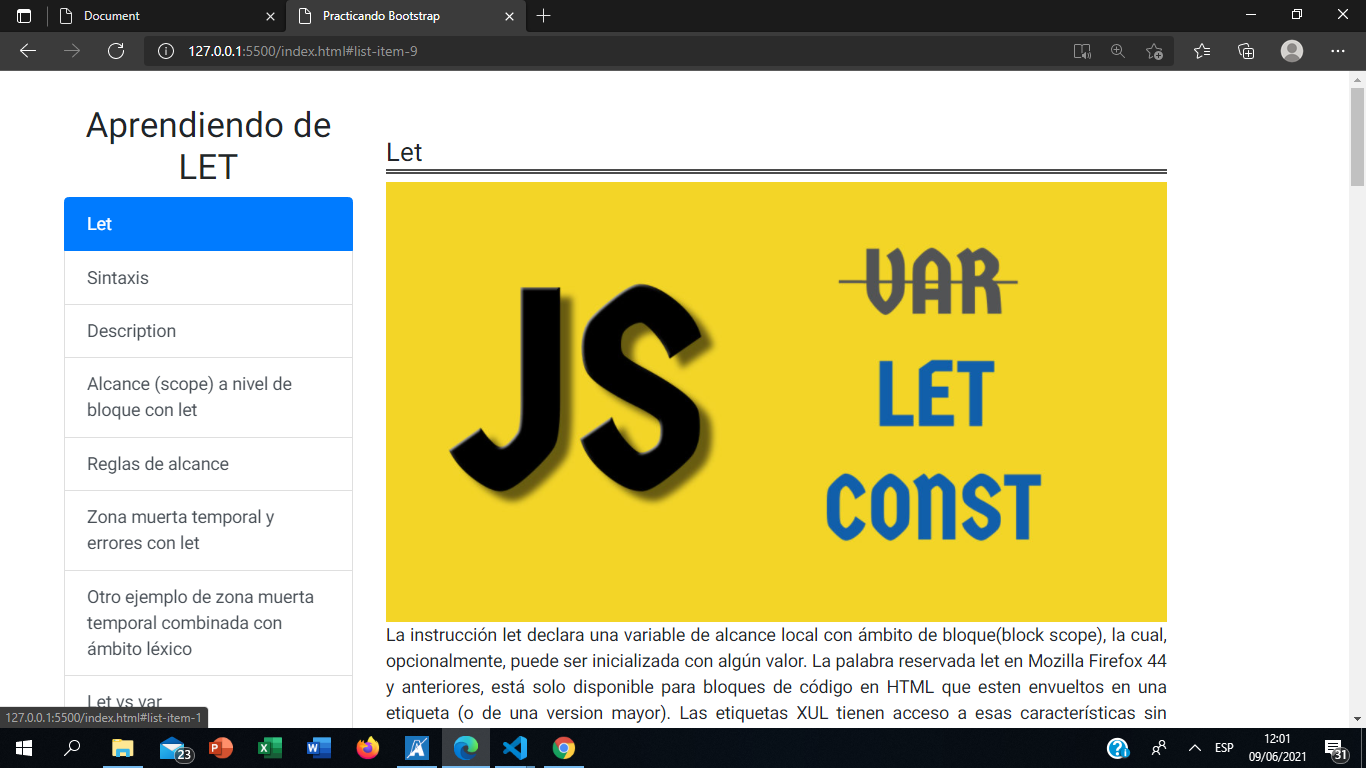 Document
Practicando Bootstrap
127.0.0.1:5500/index.html#list-item-9
Aprendiendo de
LET
Let
Sintaxis
Description
Alcance (scope) a nivel de
bloque con let
Reglas de alcance
Zona muerta temporal y
errores con let
Otro ejemplo de zona muerta
temporal combinada con
ámbito léxico
Let vs var
Let
JS
VAR
LET
CONST
La instrucción let declara una variable de alcance local con ámbito de bloque(block scope), la cual,
opcionalmente, puede ser inicializada con algún valor. La palabra reservada let en Mozilla Firefox 44
y anteriores, está solo disponible para bloques de código en HTML que esten envueltos en una
etiqueta (o de una version mayor). Las etiquetas XUL tienen acceso a esas características sin
127.0.0.1:5500/index.html#list-item-1
23
ESP
12:01
09/06/2021
31